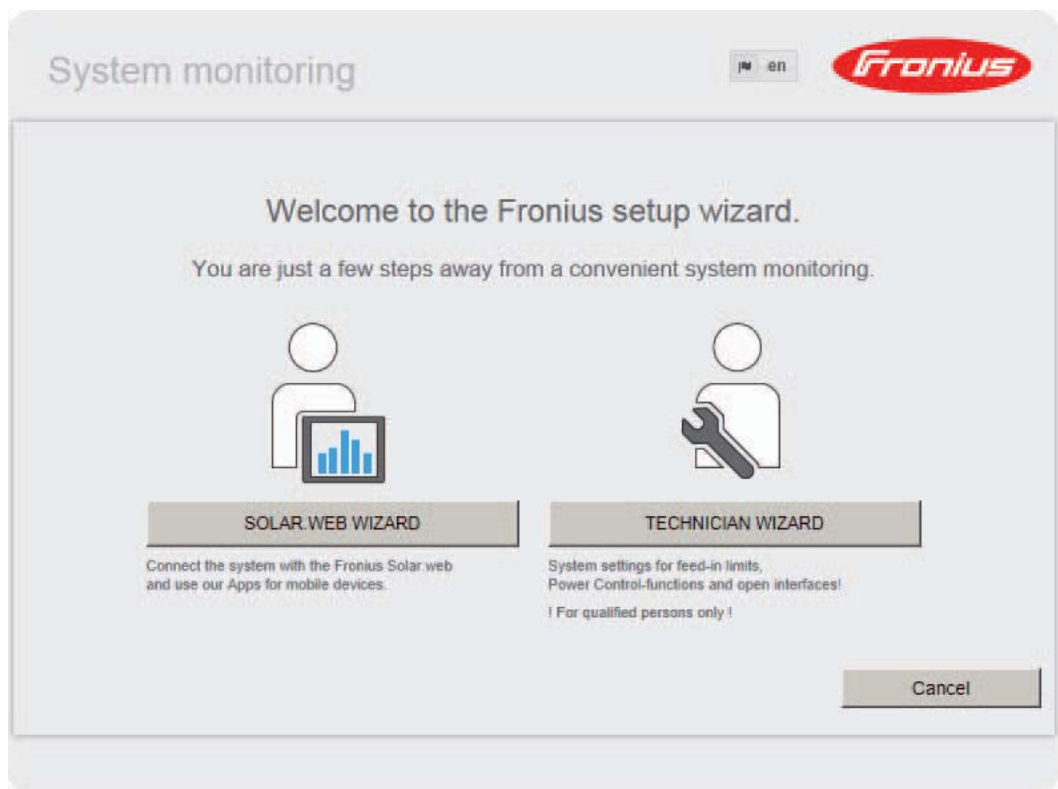 System monitoring
en
Fronius
Welcome to the Fronius setup wizard.
You are just a few steps away from a convenient system monitoring.
SOLAR.WEB WIZARD
Connect the system with the Fronius Solar.web
and use our Apps for mobile devices.
TECHNICIAN WIZARD
System settings for feed-in limits,
Power Control-functions and open interfaces!
! For qualified persons only !
Cancel